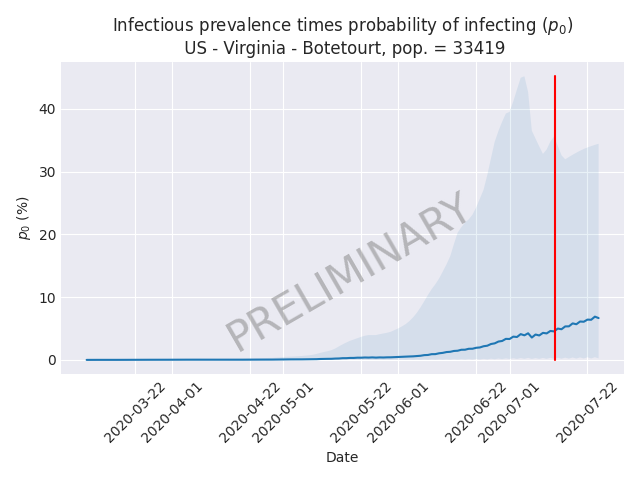 Infectious prevalence times probability of infecting (p₀)
US - Virginia - Botetourt, pop. = 33419
40
30
20
10
0
p₀ (%)
PRELIMINARY
2020-03-22
2020-04-01
2020-04-22
2020-05-01
2020-05-22
2020-06-01
2020-06-22
2020-07-01
2020-07-22
Date